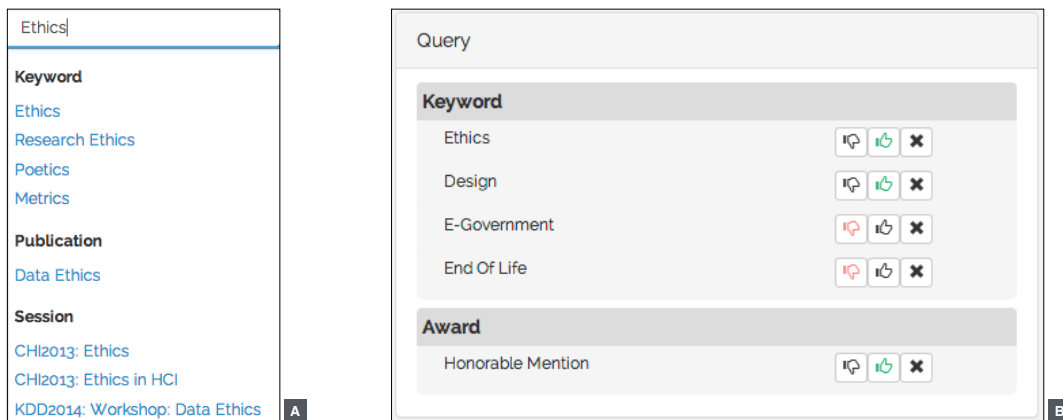 Ethics
Keyword
Ethics
Research Ethics
Poetics
Metrics
Publication
Data Ethics
Session
CHI2013: Ethics
CHI2013: Ethics in HCI
KDD2014: Workshop: Data Ethics
A
Query
Keyword
Ethics
Design
E-Government
End Of Life
Award
Honorable Mention
B